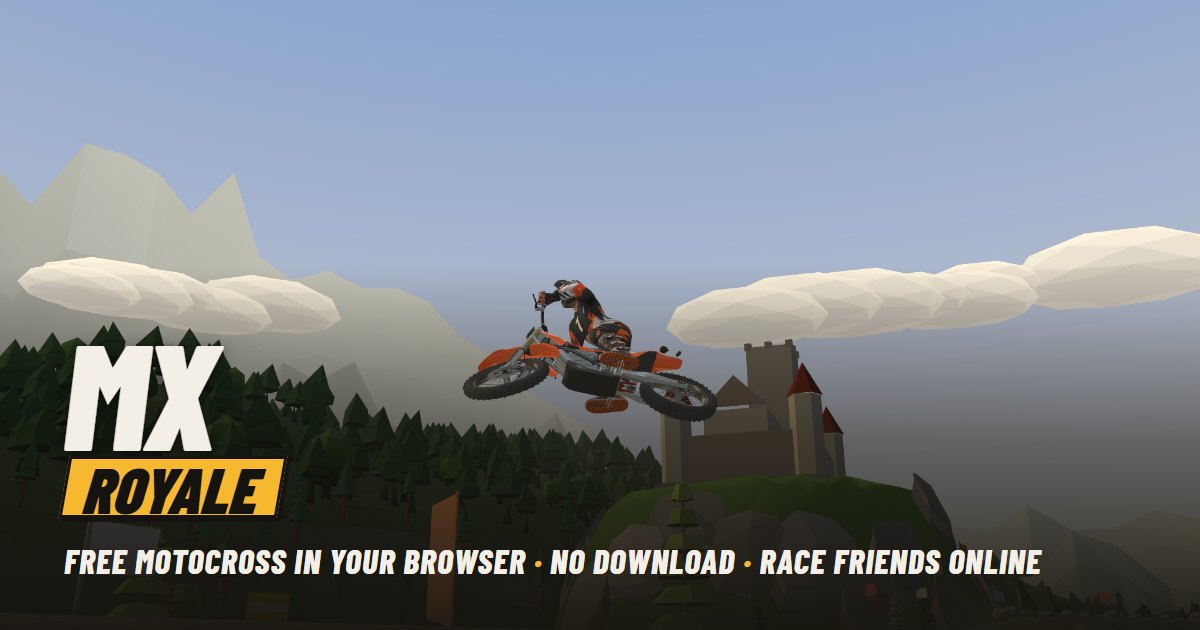 MX
ROYALE
FREE MOTOCROSS IN YOUR BROWSER · NO DOWNLOAD · RACE FRIENDS ONLINE